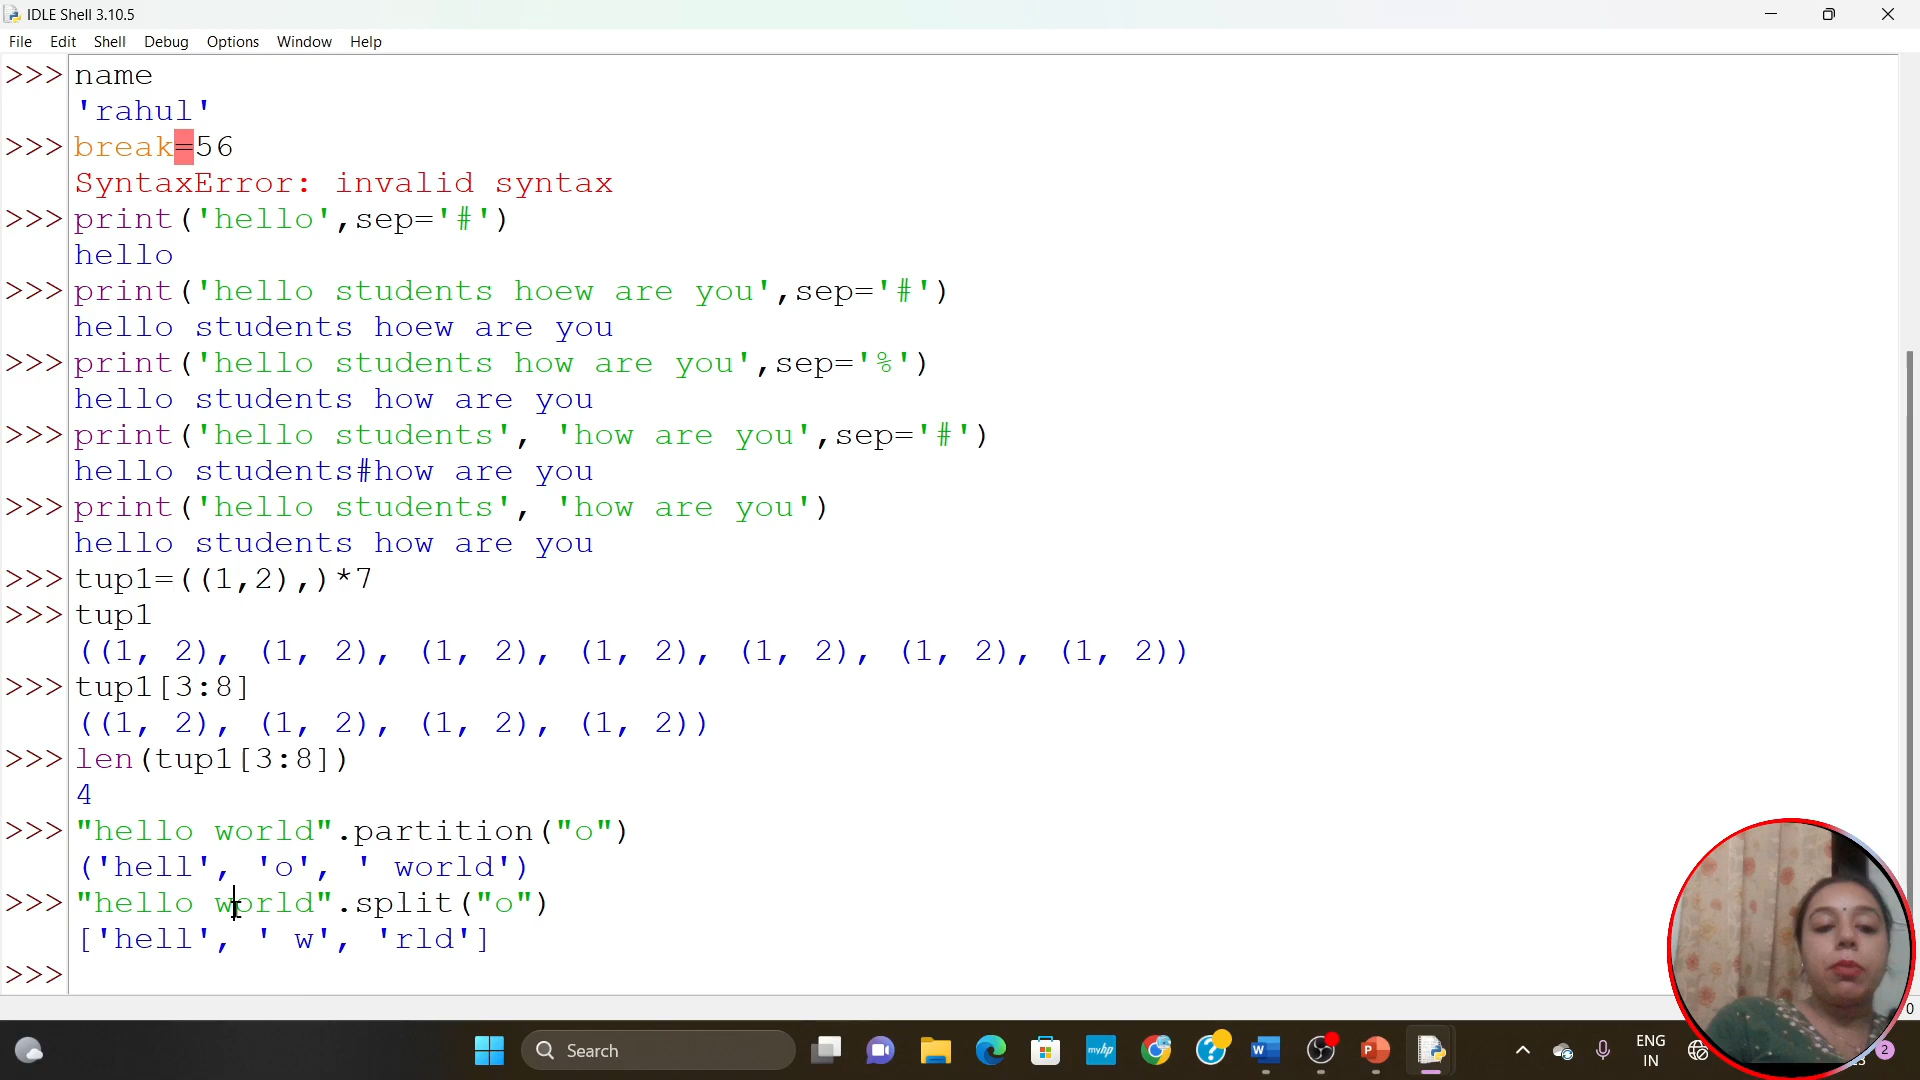 IDLE Shell 3.10.5
File Edit Shell Debug Options Window Help
>>> name
'rahul'
>>> break=56
SyntaxError: invalid syntax
>>> print('hello',sep='#')
hello
>>> print('hello students hoew are you',sep='#')
hello students hoew are you
>>> print('hello students how are you',sep='%')
hello students how are you
>>> print('hello students', 'how are you',sep='#')
hello students#how are you
>>> print('hello students', 'how are you')
hello students how are you
>>> tup1=((1,2),)*7
>>> tup1
((1, 2), (1, 2), (1, 2), (1, 2), (1, 2), (1, 2), (1, 2))
>>> tup1[3:8]
((1, 2), (1, 2), (1, 2), (1, 2))
>>> len(tup1[3:8])
4
>>> "hello world".partition("o")
('hell', 'o', ' world')
>>> "hello world".split("o")
['hell', ' w', 'rld']
>>>
0
Search
myhp
W
P
ENG
IN
2